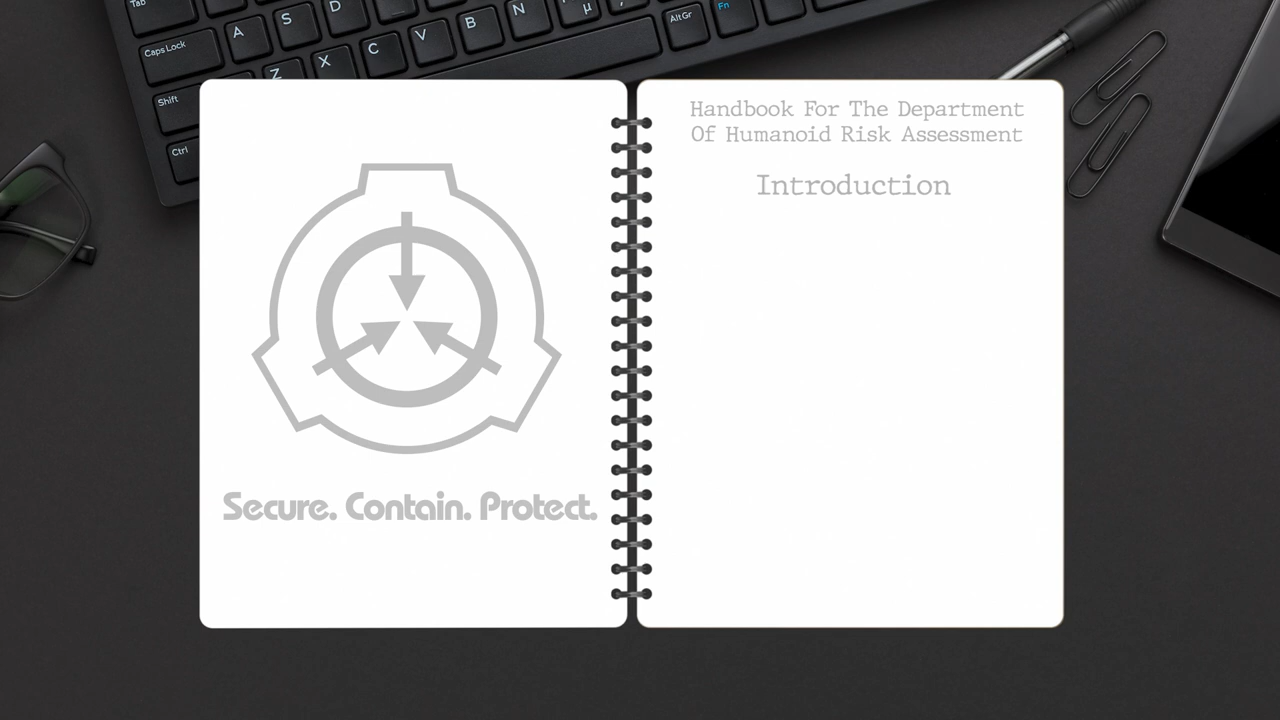 Tab
Caps Lock
Shift
Ctrl
A
S
D
Z
X
C
V
B
N
µ
Alt Gr
Fn
Secure. Contain. Protect.
Handbook For The Department
Of Humanoid Risk Assessment
Introduction